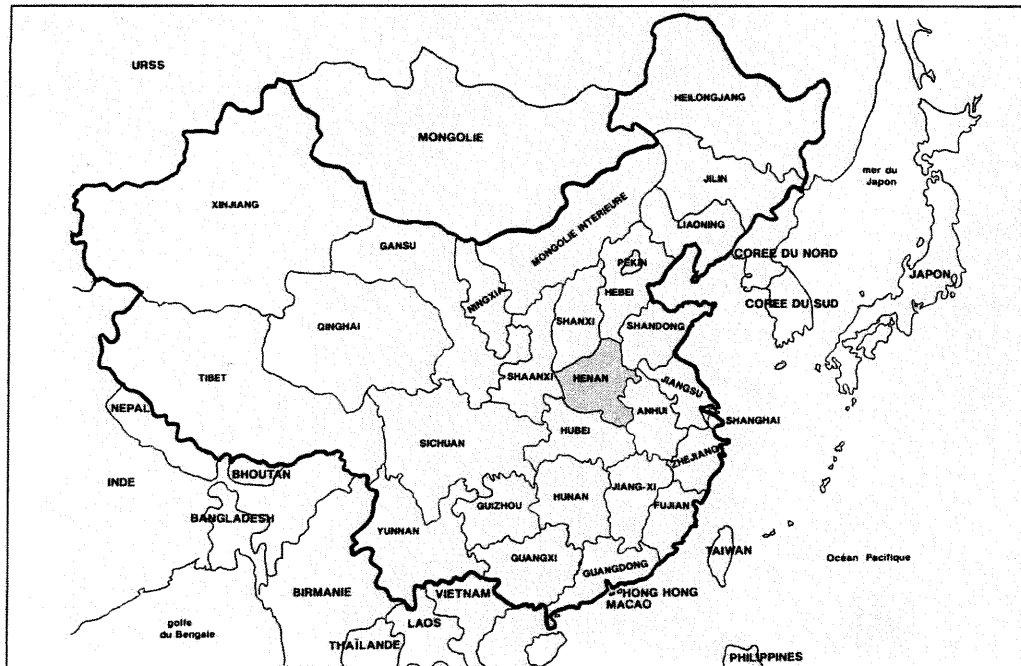 URSS
HEILONGJANG
MONGOLIE
JILIN
mer du
Japon
XINJIANG
LIAONING
GANSU
MONGOLIE INTERIEURE
COREE DU NORD
PEKIN
JAPON
NINGXIA
HEBEI
COREE DU SUD
QINGHAI
SHANXI
SHANDONG
TIBET
SHAANXI
HENAN
JIANGSU
NEPAL
ANHUI
SHANGHAI
SICHUAN
HUBEI
ZHEJIANG
INDE
BHOUTAN
JIANG-XI
GUIZHOU
HUNAN
FUJIAN
BANGLADESH
YUNNAN
TAIWAN
GUANGXI
GUANGDONG
Océan Pacifique
BIRMANIE
VIETNAM
HONG HONG
MACAO
LAOS
golfe
du Bengale
THAÏLANDE
PHILIPPINES